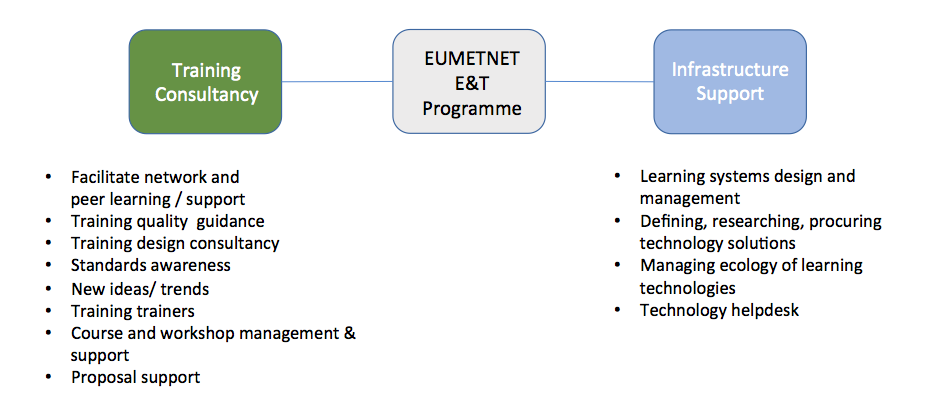 Training
Consultancy
EUMETNET
E&T
Programme
Infrastructure
Support
• Facilitate network and
peer learning / support
• Training quality guidance
• Training design consultancy
• Standards awareness
• New ideas/ trends
• Training trainers
• Course and workshop management &
support
• Proposal support
• Learning systems design and
management
• Defining, researching, procuring
technology solutions
• Managing ecology of learning
technologies
• Technology helpdesk